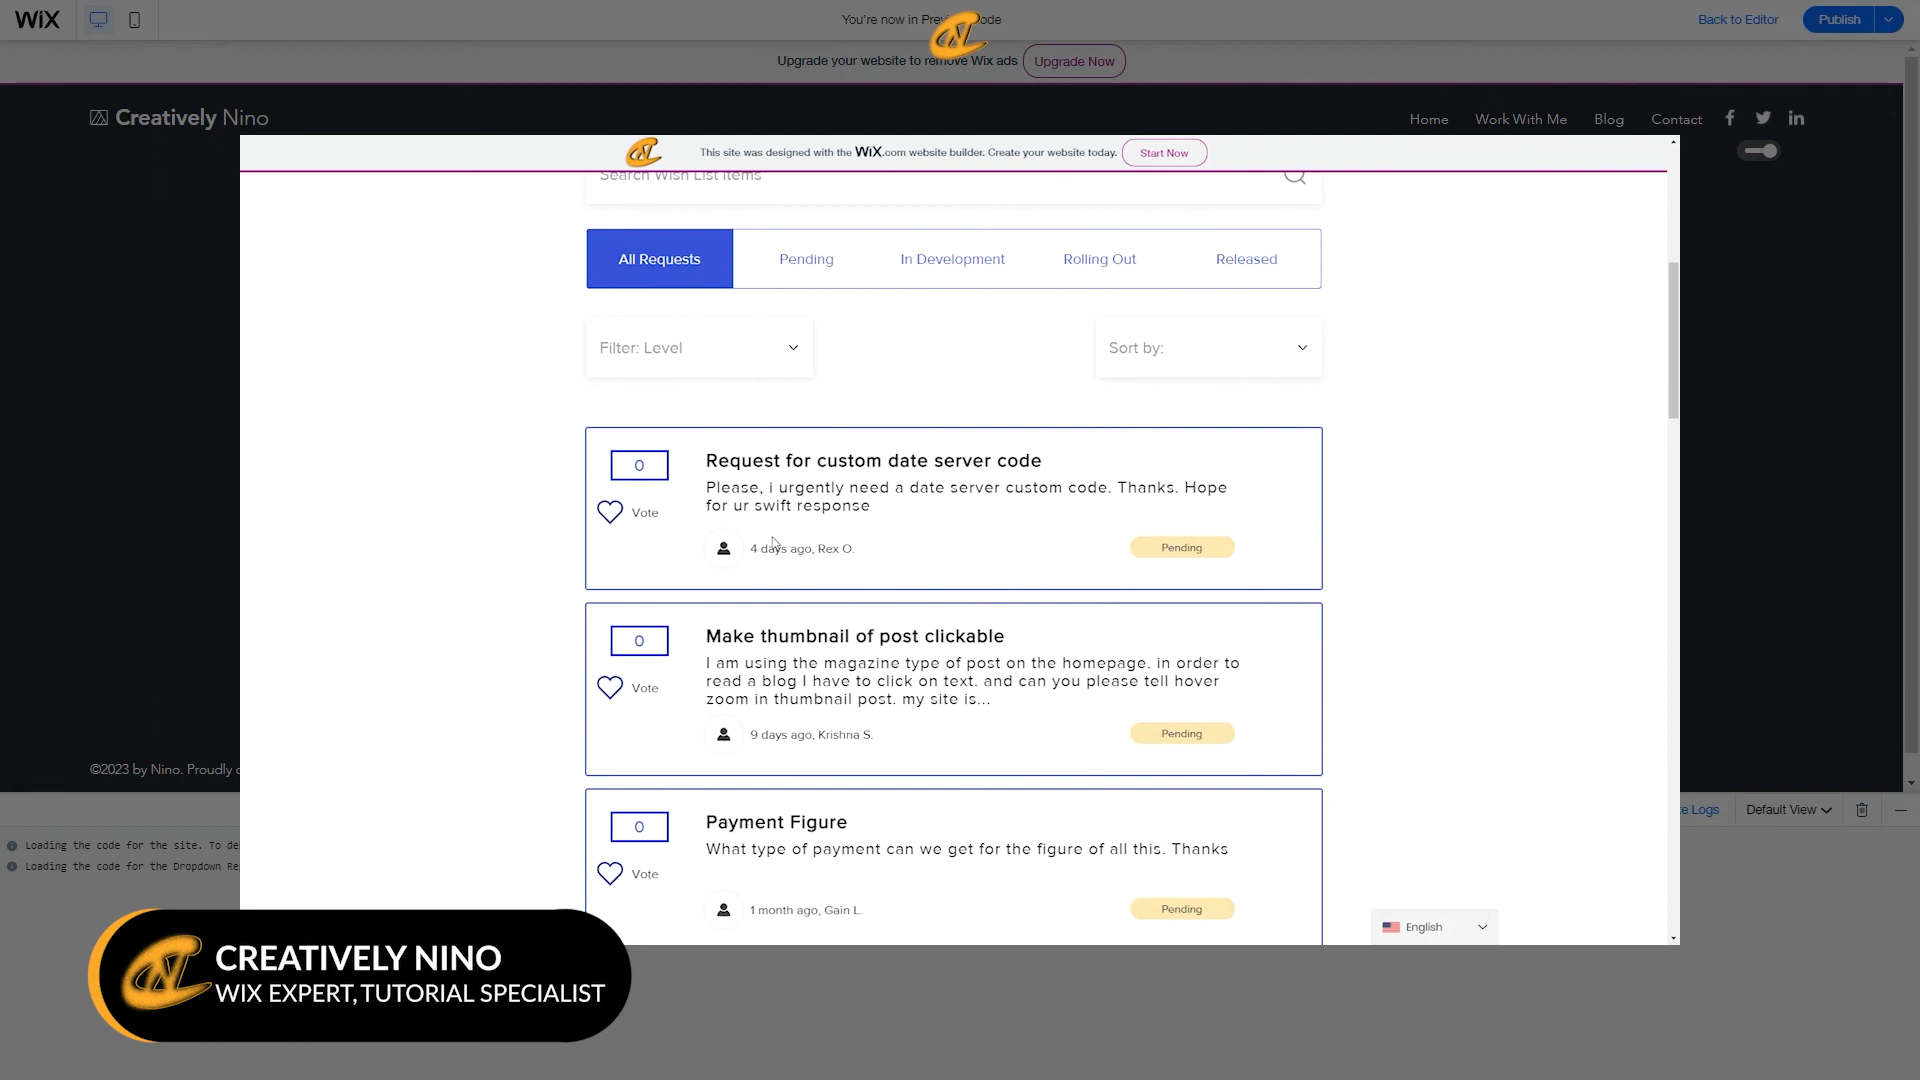 WiX
You're now in Preview Mode
Back to Editor
Publish
Upgrade your website to remove Wix ads
Upgrade Now
Creatively Nino
Home
Work With Me
Blog
Contact
This site was designed with the WiX.com website builder. Create your website today.
Start Now
Search Wish List Items
All Requests
Pending
In Development
Rolling Out
Released
Filter: Level
Sort by:
0
Request for custom date server code
Please, i urgently need a date server custom code. Thanks. Hope
for ur swift response
Vote
4 days ago, Rex O.
Pending
0
Make thumbnail of post clickable
I am using the magazine type of post on the homepage. in order to
read a blog I have to click on text. and can you please tell hover
zoom in thumbnail post. my site is...
Vote
9 days ago, Krishna S.
Pending
0
Payment Figure
What type of payment can we get for the figure of all this. Thanks
Vote
1 month ago, Gain L.
Pending
English
©2023 by Nino. Proudly
Logs
Default View
Loading the code for the site. To
Loading the code for the Dropdown
CREATIVELY NINO
WIX EXPERT, TUTORIAL SPECIALIST